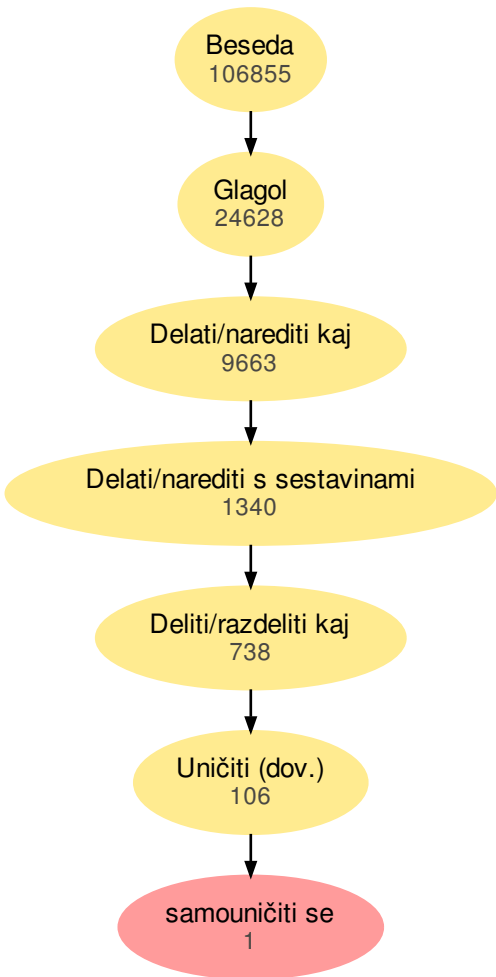 Beseda
106855
Glagol
24628
Delati/narediti kaj
9663
Delati/narediti s sestavinami
1340
Deliti/razdeliti kaj
738
Uničiti (dov.)
106
samouničiti se
1